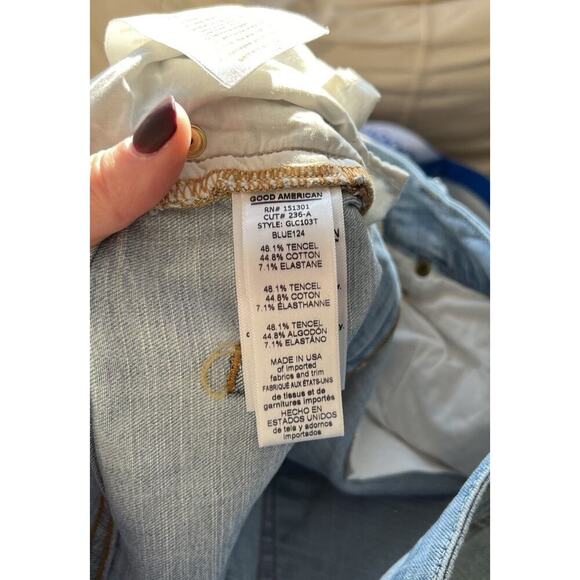 GOOD AMERICAN
RN# 151301
CUT# 236-A
STYLE: GLC103T
BLUE124
48.1% TENCEL
44.8% COTTON
7.1% ELASTANE
48.1% TENCEL
44.8% COTON
7.1% ÉLASTHANNE
48.1% TENCEL
44.8% ALGODÓN
7.1% ELASTANO
MADE IN USA
of imported
fabrics and trim
FABRIQUÉ AUX ÉTATS-UNIS
de tissus et de
garnitures importés
HECHO EN
ESTADOS UNIDOS
de tela y adornos
importados